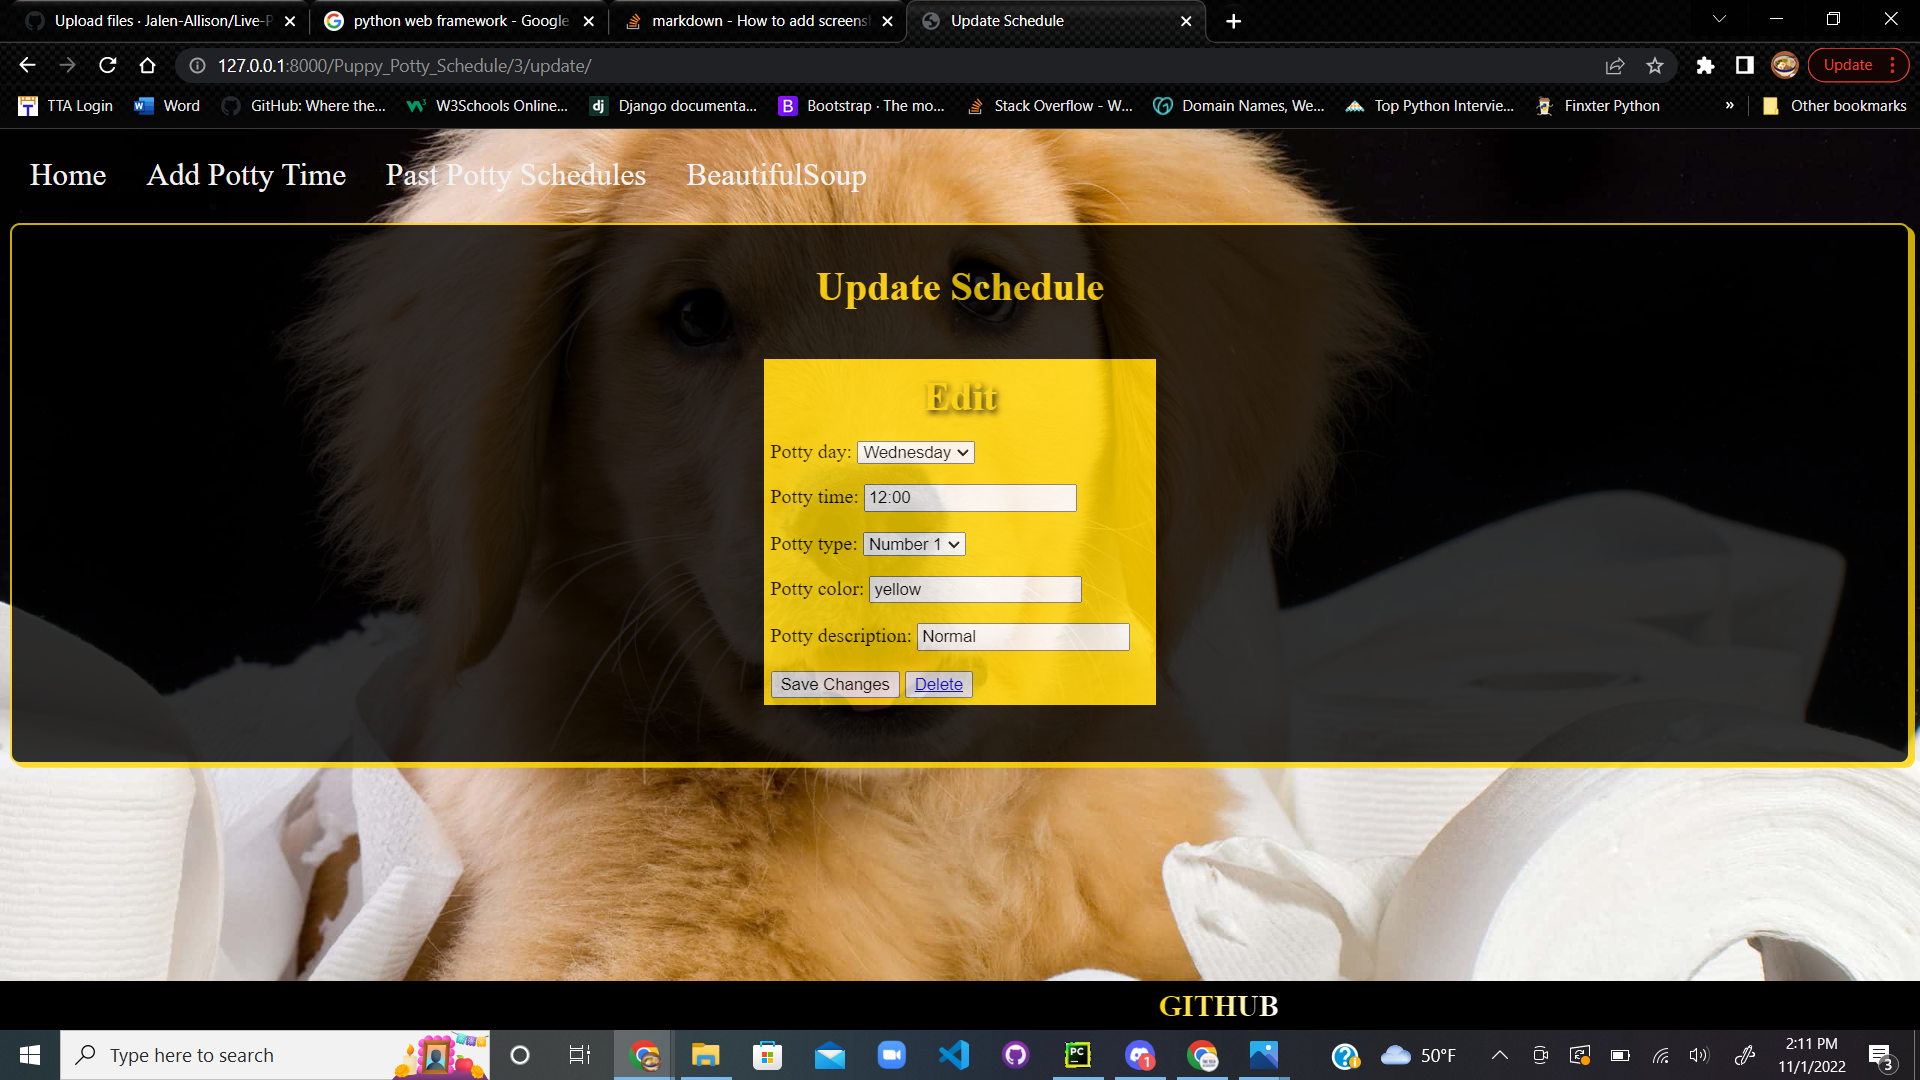 Upload files · Jalen-Allison/Live-P
python web framework - Google
markdown - How to add screensh
Update Schedule
127.0.0.1:8000/Puppy_Potty_Schedule/3/update/
Update
TTA Login
Word
GitHub: Where the...
W3Schools Online...
dj Django documenta...
B Bootstrap · The mo...
Stack Overflow - W...
Domain Names, We...
Top Python Intervie...
Finxter Python
»
Other bookmarks
Home Add Potty Time Past Potty Schedules BeautifulSoup
Update Schedule
Edit
Potty day: Wednesday
Potty time: 12:00
Potty type: Number 1
Potty color: yellow
Potty description: Normal
Save Changes Delete
GITHUB
Type here to search
PC
1
50°F
2:11 PM
11/1/2022
3